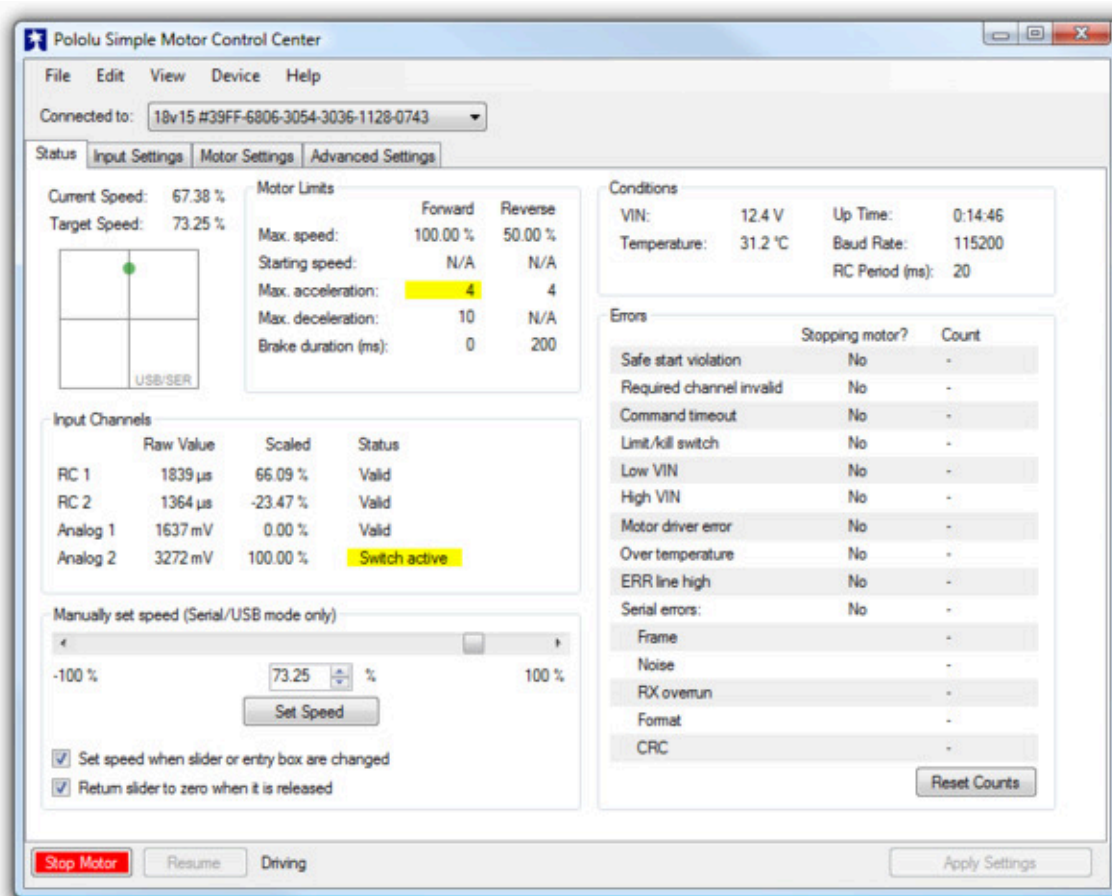 Pololu Simple Motor Control Center
File Edit View Device Help
Connected to: 18v15 #39FF-6806-3054-3036-1128-0743
Status Input Settings Motor Settings Advanced Settings
Current Speed: 67.38 %
Target Speed: 73.25 %
USB/SER
Motor Limits
Forward Reverse
Max. speed: 100.00 % 50.00 %
Starting speed: N/A N/A
Max. acceleration: 4 4
Max. deceleration: 10 N/A
Brake duration (ms): 0 200
Input Channels
Raw Value Scaled Status
RC 1 1839 µs 66.09 % Valid
RC 2 1364 µs -23.47 % Valid
Analog 1 1637 mV 0.00 % Valid
Analog 2 3272 mV 100.00 % Switch active
Manually set speed (Serial/USB mode only)
-100 % 73.25 % 100 %
Set Speed
Set speed when slider or entry box are changed
Return slider to zero when it is released
Conditions
VIN: 12.4 V Up Time: 0:14:46
Temperature: 31.2 °C Baud Rate: 115200
RC Period (ms): 20
Errors
Stopping motor? Count
Safe start violation No -
Required channel invalid No -
Command timeout No -
Limit/kill switch No -
Low VIN No -
High VIN No -
Motor driver error No -
Over temperature No -
ERR line high No -
Serial errors: No -
Frame -
Noise -
RX overrun -
Format -
CRC -
Reset Counts
Stop Motor Resume Driving Apply Settings